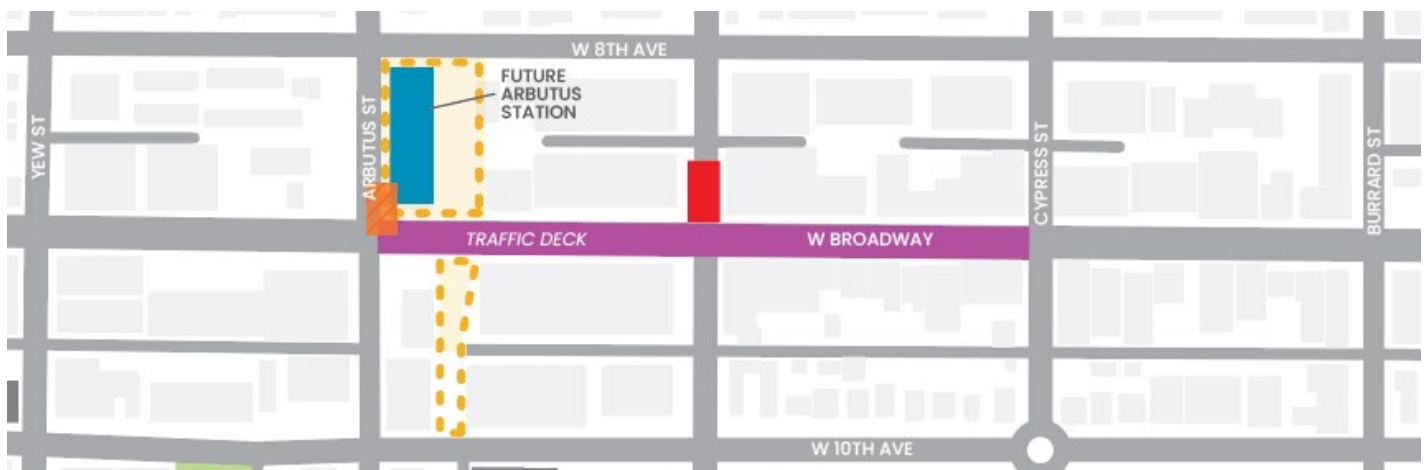 W 8TH AVE
FUTURE
ARBUTUS
STATION
YEW ST
ARBUTUS ST
CYPRESS ST
BURRARD ST
TRAFFIC DECK
W BROADWAY
W 10TH AVE